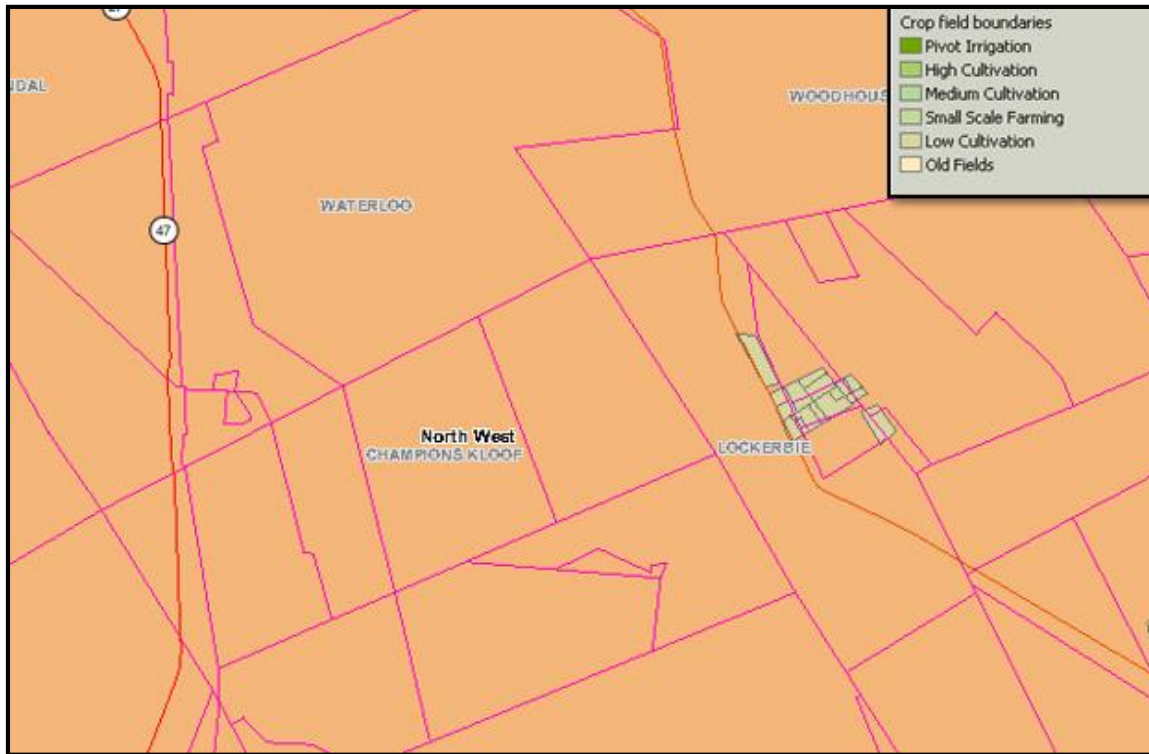 NDAL
47
WATERLOO
WOODHOUS
North West
CHAMPIONS KLOOF
LOCKERBIE
Crop field boundaries
Pivot Irrigation
High Cultivation
Medium Cultivation
Small Scale Farming
Low Cultivation
Old Fields